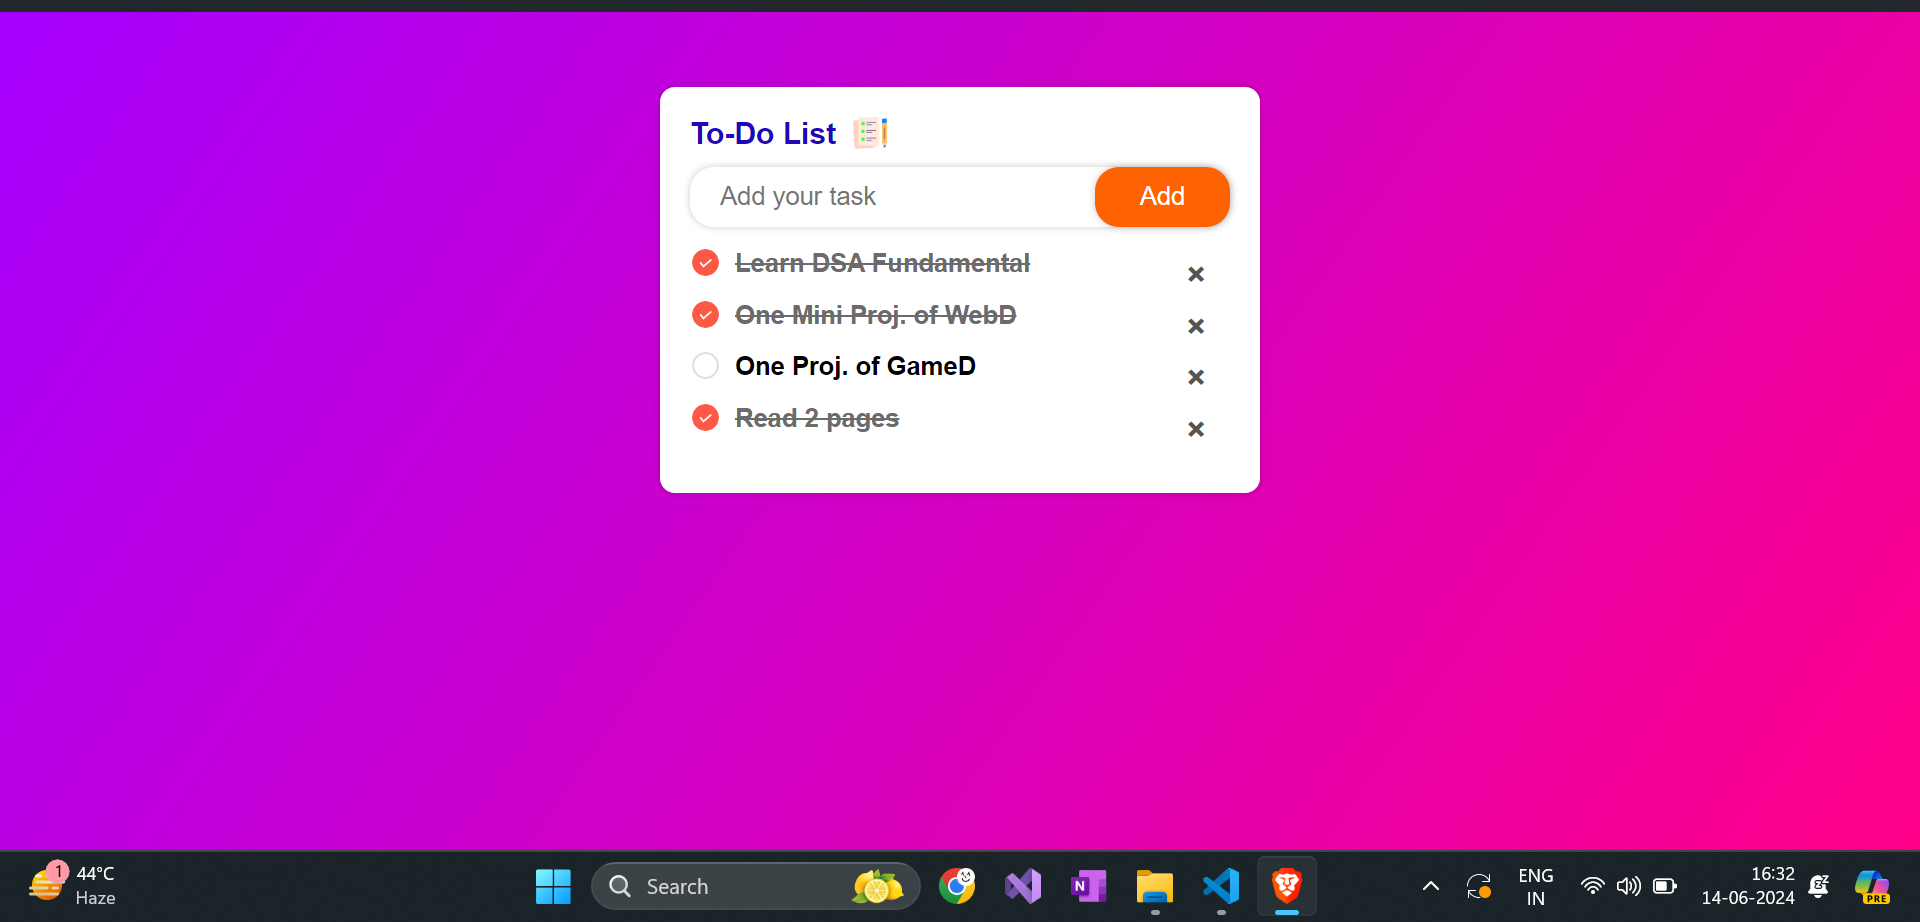 To-Do List
Add your task
Add
Learn DSA Fundamental
One Mini Proj. of WebD
One Proj. of GameD
Read 2 pages
1
44°C
Haze
Search
N
ENG
IN
16:32
14-06-2024
PRE